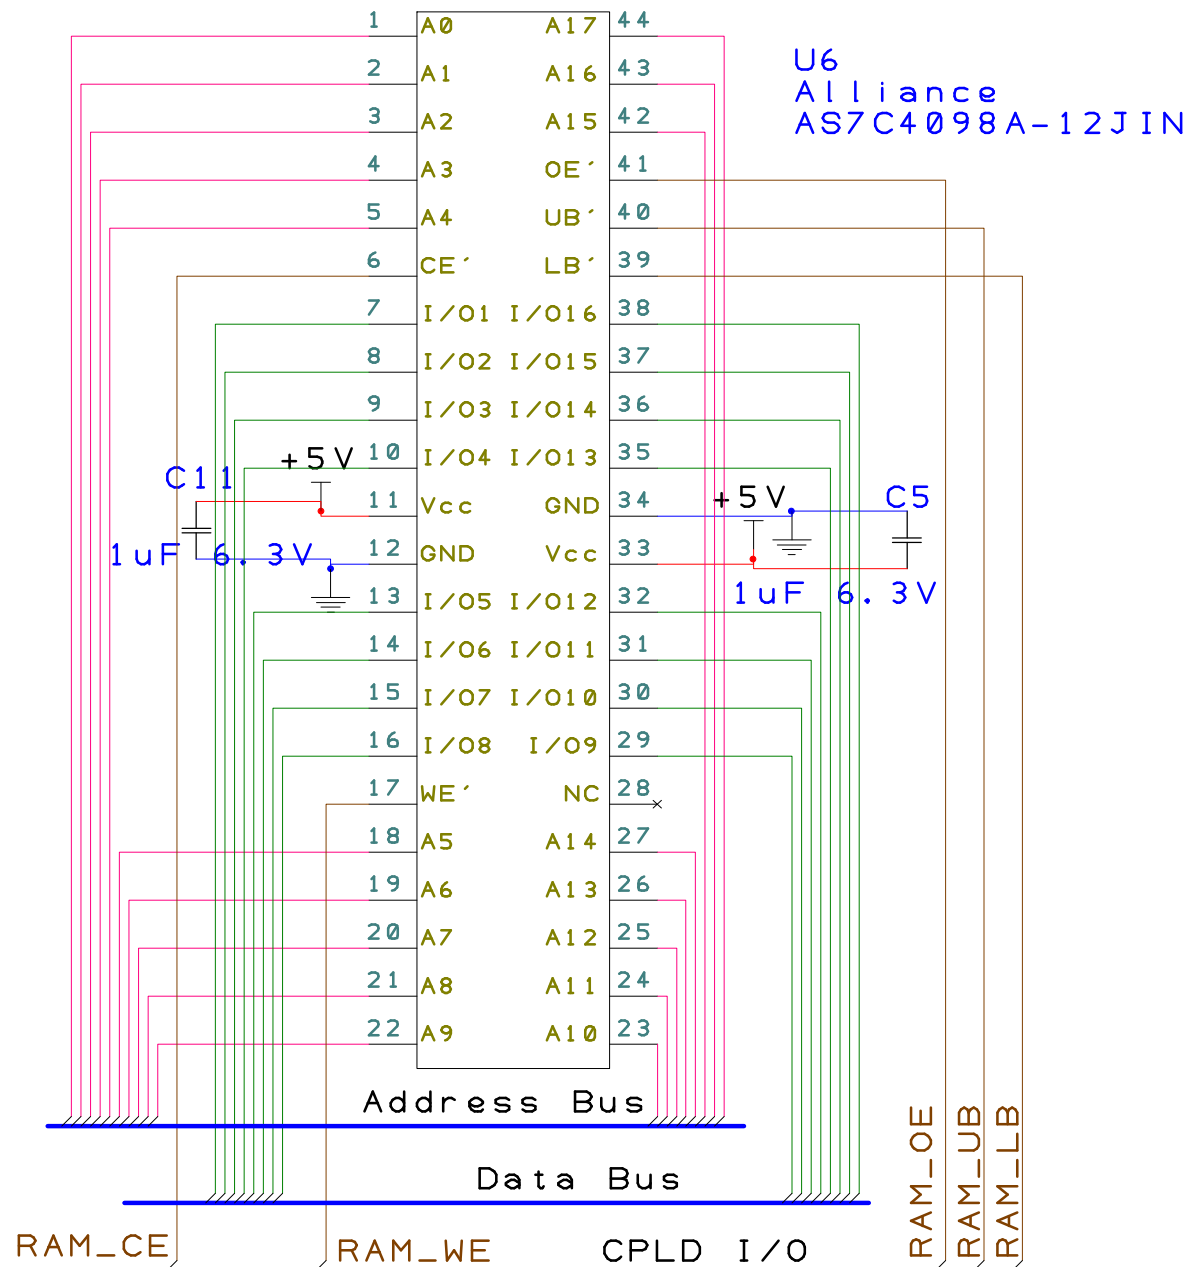 1 A0 A17 44
2 A1 A16 43
3 A2 A15 42
4 A3 OE´ 41
5 A4 UB´ 40
6 CE´ LB´ 39
7 I/O1 I/O16 38
8 I/O2 I/O15 37
9 I/O3 I/O14 36
10 I/O4 I/O13 35
11 Vcc GND 34
12 GND Vcc 33
13 I/O5 I/O12 32
14 I/O6 I/O11 31
15 I/O7 I/O10 30
16 I/O8 I/O9 29
17 WE´ NC 28
18 A5 A14 27
19 A6 A13 26
20 A7 A12 25
21 A8 A11 24
22 A9 A10 23
U6
Alliance
AS7C4098A-12JIN
C11
+5V
1uF 6.3V
+5V
C5
1uF 6.3V
Address Bus
Data Bus
RAM_CE
RAM_WE
CPLD I/O
RAM_OE
RAM_UB
RAM_LB